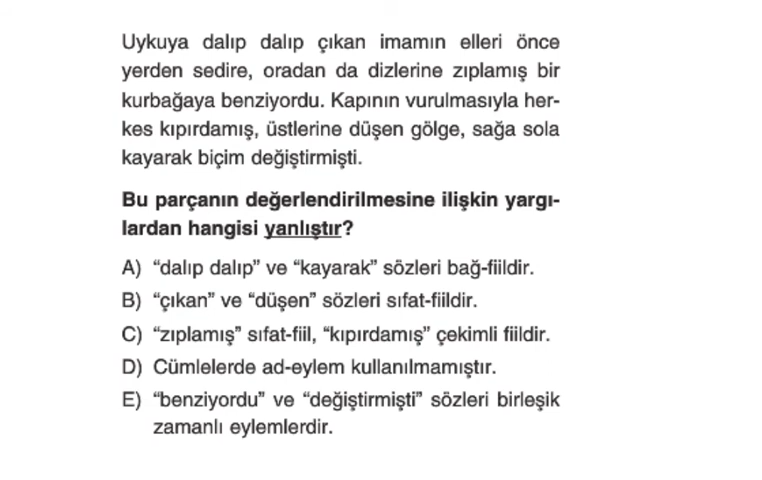 Uykuya dalıp dalıp çıkan imamın elleri önce
yerden sedire, oradan da dizlerine zıplamış bir
kurbağaya benziyordu. Kapının vurulmasıyla her-
kes kıpırdamış, üstlerine düşen gölge, sağa sola
kayarak biçim değiştirmişti.
Bu parçanın değerlendirilmesine ilişkin yargı-
lardan hangisi yanlıştır?
A) “dalıp dalıp” ve “kayarak” sözleri bağ-fiildir.
B) “çıkan” ve “düşen” sözleri sıfat-fiildir.
C) “zıplamış” sıfat-fiil, “kıpırdamış” çekimli fiildir.
D) Cümlelerde ad-eylem kullanılmamıştır.
E) “benziyordu” ve “değiştirmişti” sözleri birleşik
zamanlı eylemlerdir.